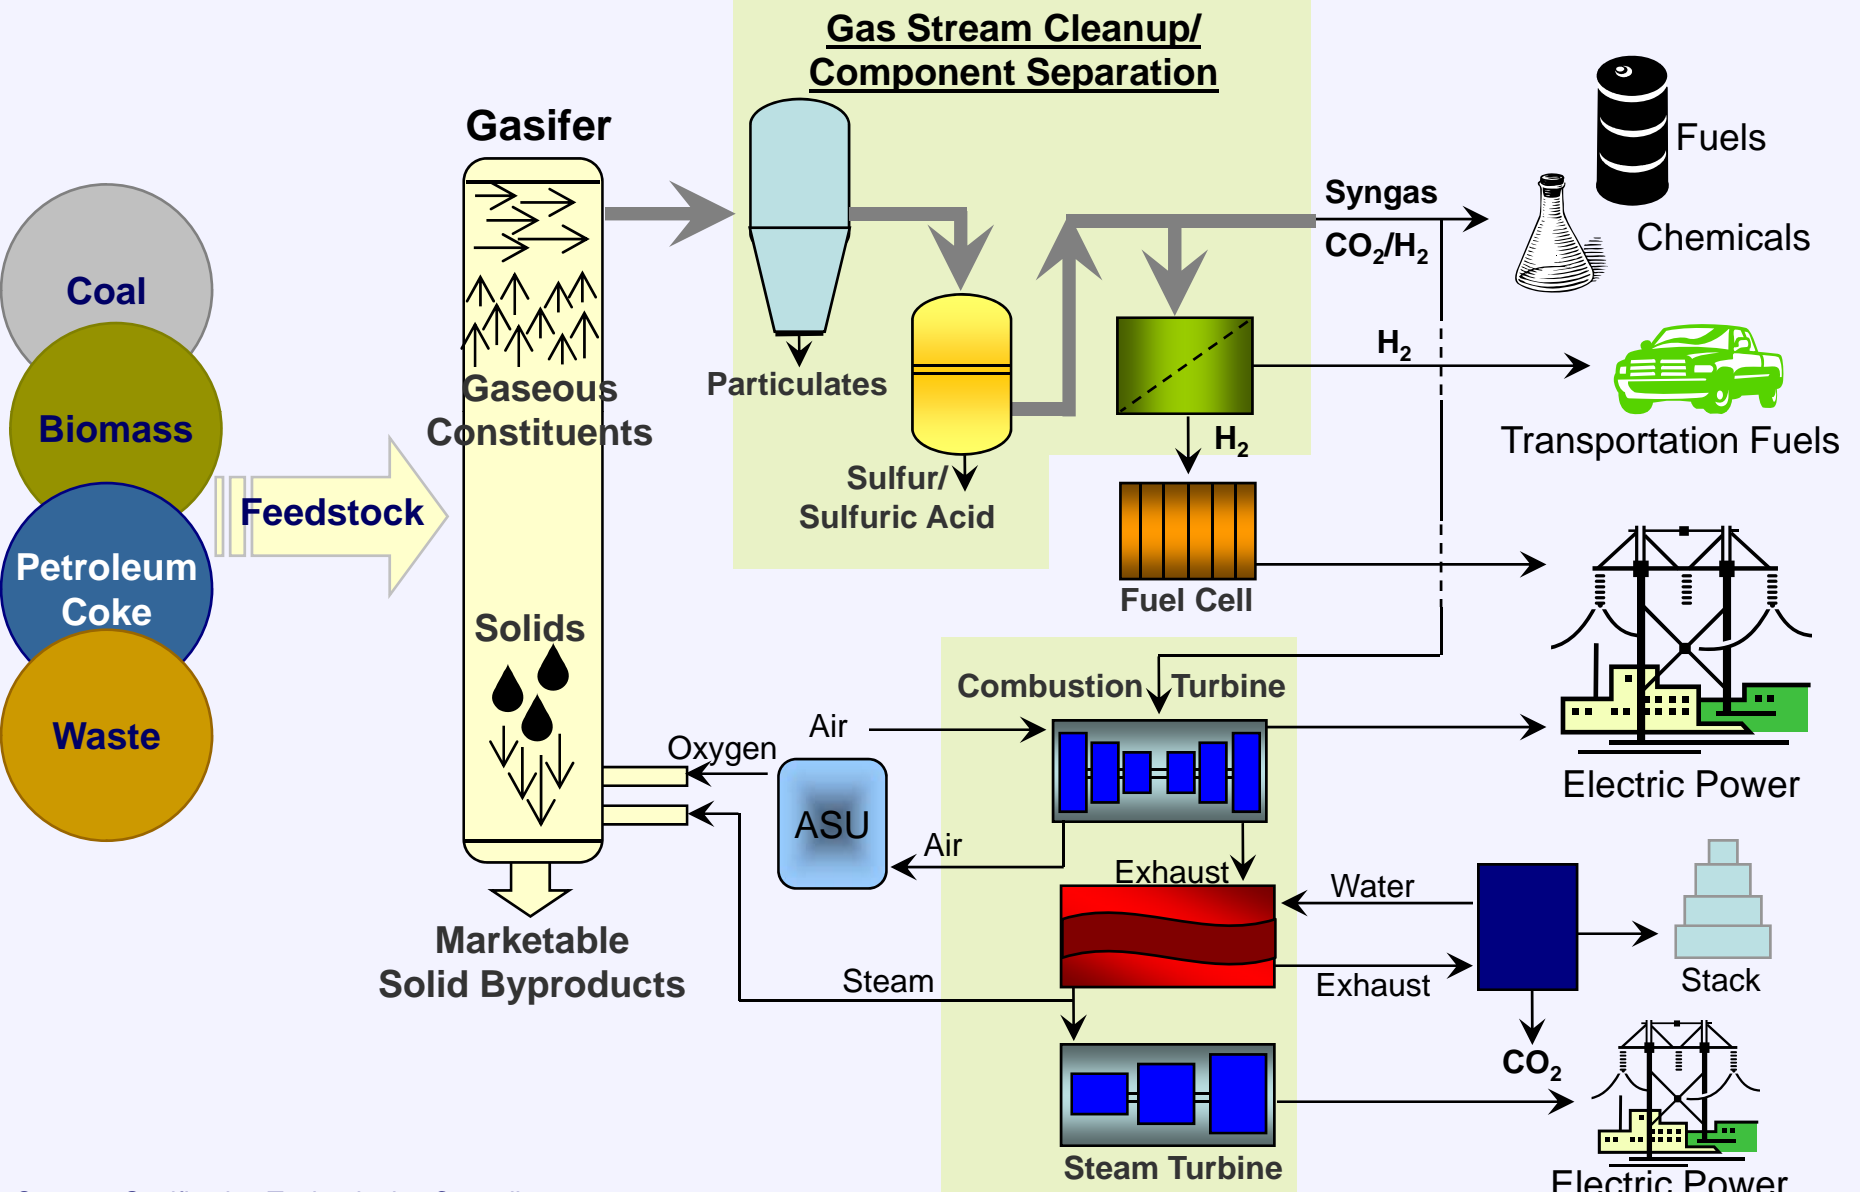 Gas Stream Cleanup/
Component Separation
Gasifer
Fuels
Syngas
CO2/H2
Chemicals
Coal
Biomass
Petroleum
Coke
Waste
Feedstock
Gaseous
Constituents
Particulates
Sulfur/
Sulfuric Acid
H2
H2
Transportation Fuels
Fuel Cell
Solids
Combustion Turbine
Air
Oxygen
ASU
Air
Electric Power
Exhaust
Water
Marketable
Solid Byproducts
Steam
Exhaust
Stack
CO2
Steam Turbine
Electric Power